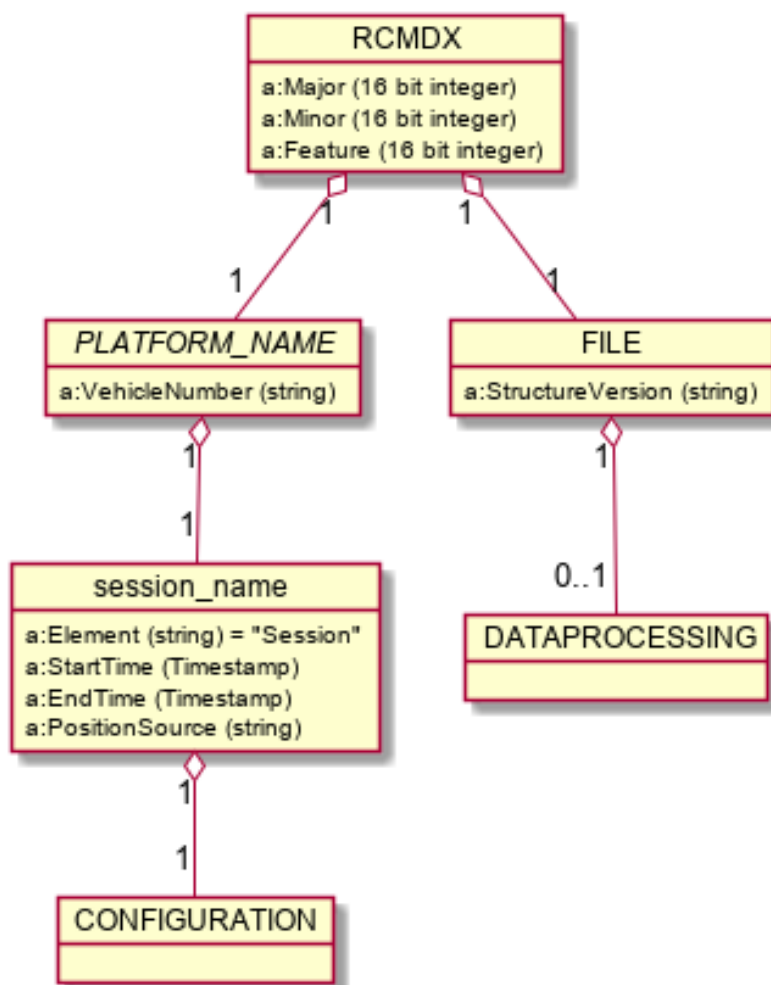 RCMDX
a:Major (16 bit integer)
a:Minor (16 bit integer)
a:Feature (16 bit integer)
1
1
1
1
PLATFORM_NAME
a:VehicleNumber (string)
FILE
a:StructureVersion (string)
1
1
1
0..1
session_name
a:Element (string) = "Session"
a:StartTime (Timestamp)
a:EndTime (Timestamp)
a:PositionSource (string)
DATAPROCESSING
1
1
CONFIGURATION